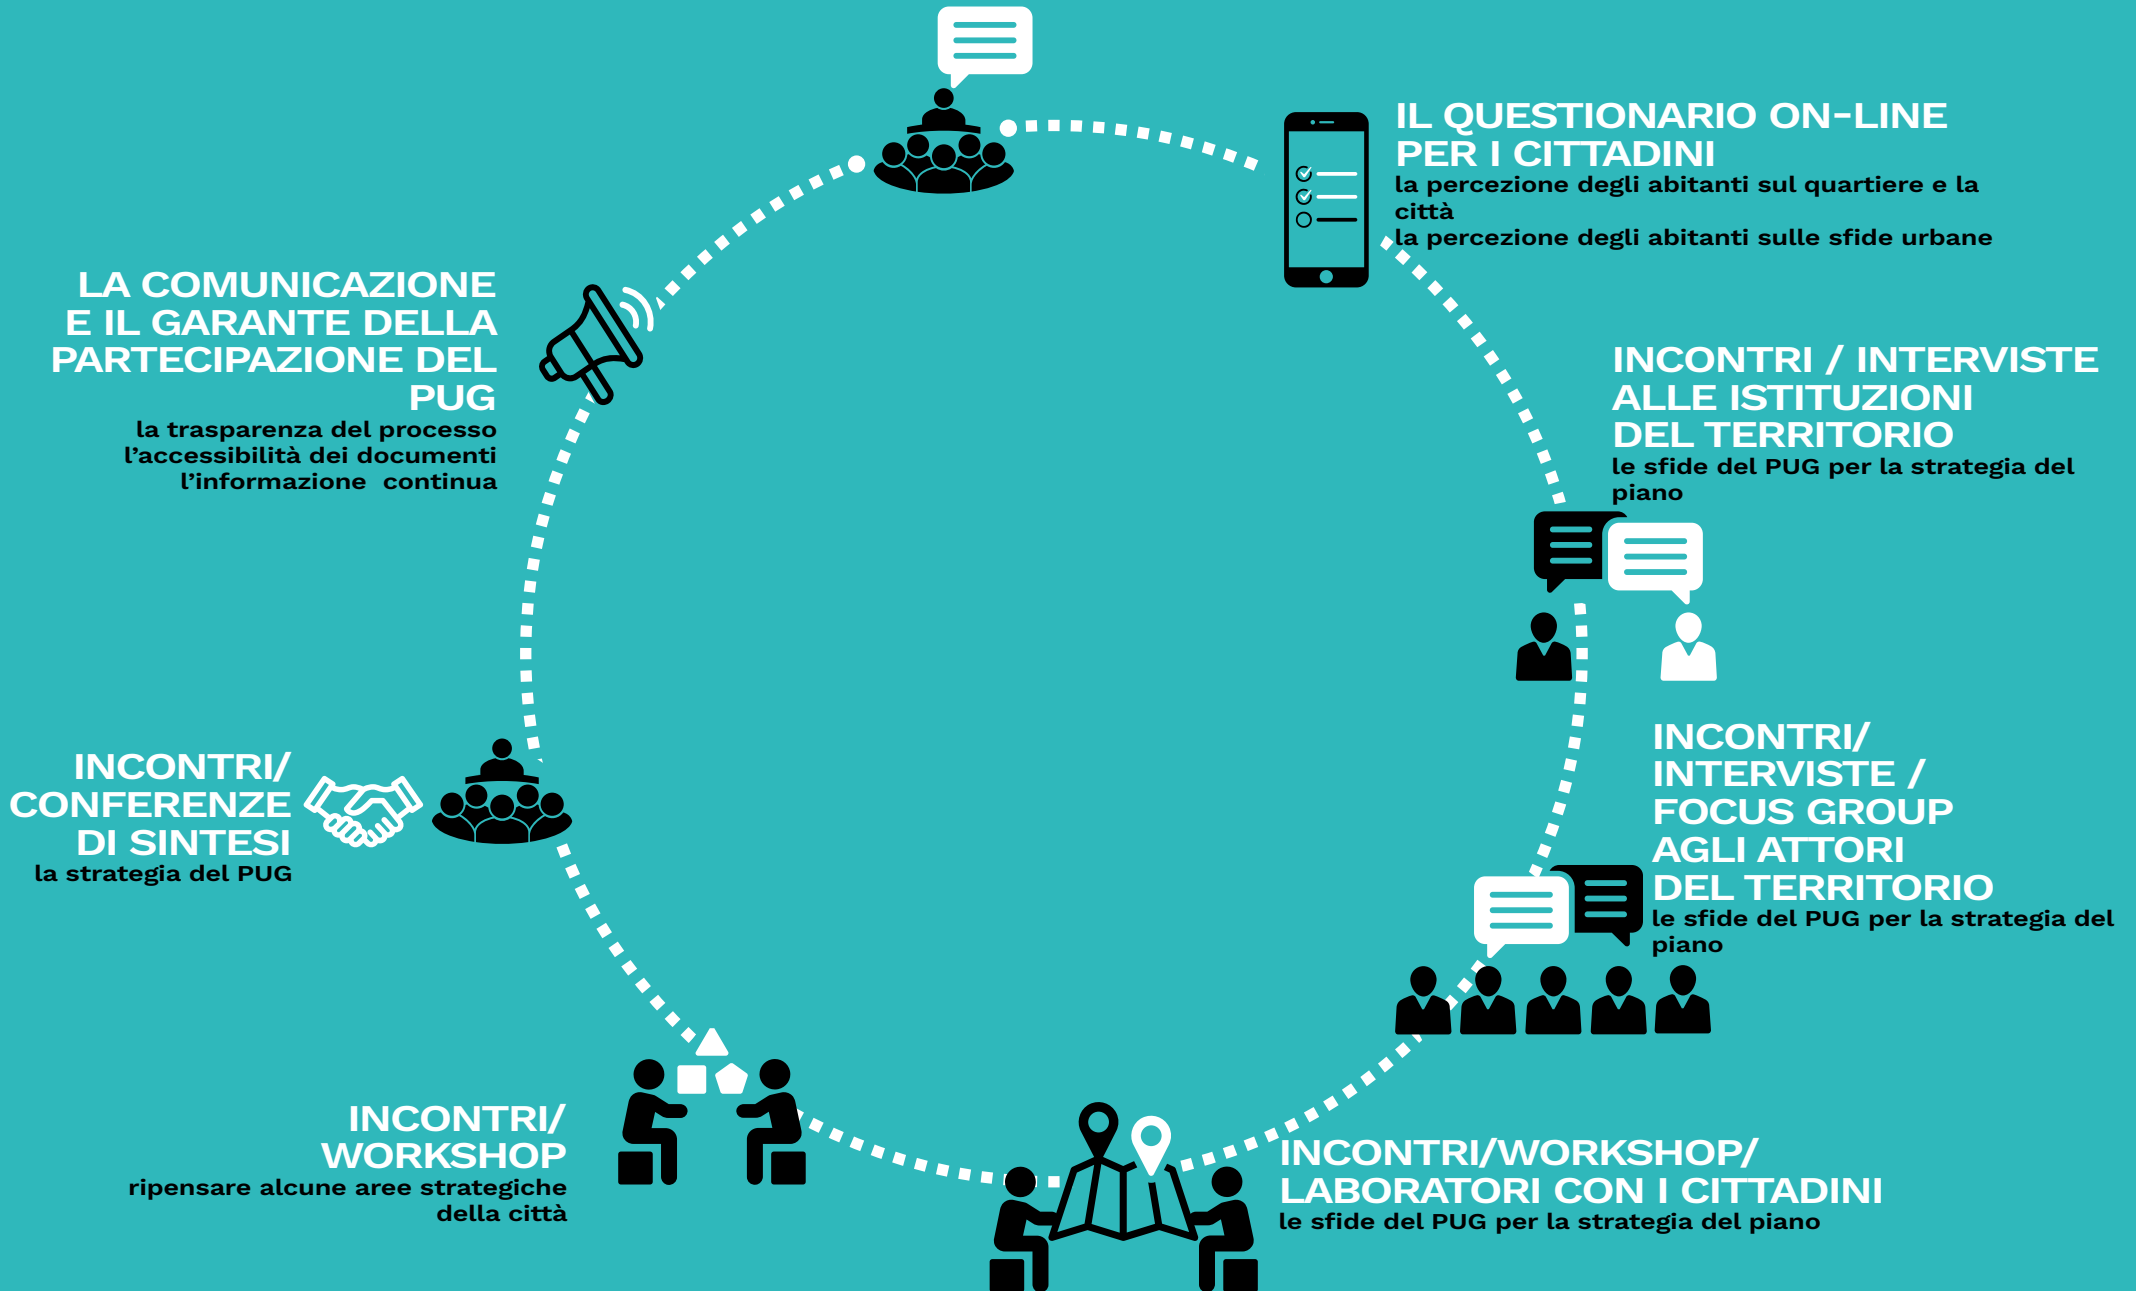 IL QUESTIONARIO ON-LINE
PER I CITTADINI
la percezione degli abitanti sul quartiere e la
città
la percezione degli abitanti sulle sfide urbane
INCONTRI / INTERVISTE
ALLE ISTITUZIONI
DEL TERRITORIO
le sfide del PUG per la strategia del
piano
INCONTRI/
INTERVISTE /
FOCUS GROUP
AGLI ATTORI
DEL TERRITORIO
le sfide del PUG per la strategia del
piano
INCONTRI/WORKSHOP/
LABORATORI CON I CITTADINI
le sfide del PUG per la strategia del piano
INCONTRI/
WORKSHOP
ripensare alcune aree strategiche
della città
INCONTRI/
CONFERENZE
DI SINTESI
la strategia del PUG
LA COMUNICAZIONE
E IL GARANTE DELLA
PARTECIPAZIONE DEL
PUG
la trasparenza del processo
l’accessibilità dei documenti
l’informazione  continua